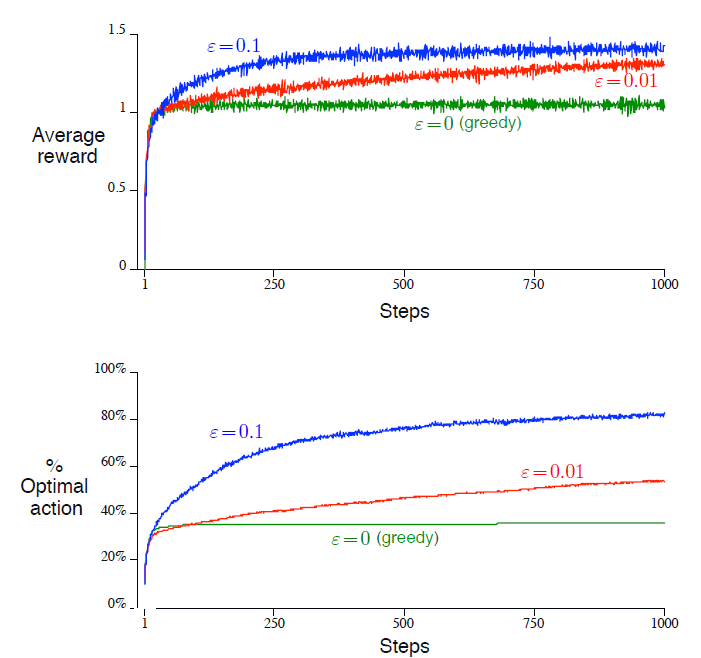 1.5
ε=0.1
ε=0.01
1
ε=0 (greedy)
Average
reward
0.5
0
1
250
500
750
1000
Steps
100%
80%
ε=0.1
%
Optimal
action
60%
ε=0.01
40%
ε=0 (greedy)
20%
0%
1
250
500
750
1000
Steps